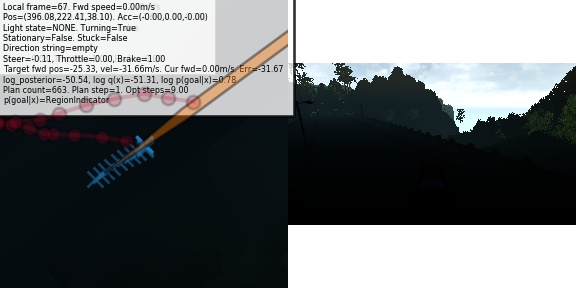 Local frame=67. Fwd speed=0.00m/s
Pos=(396.08,222.41,38.10). Acc=(-0.00,0.00,-0.00)
Light state=NONE. Turning=True
Stationary=False. Stuck=False
Direction string=empty
Steer=-0.11, Throttle=0.00, Brake=1.00
Target fwd pos=-25.33, vel=-31.66m/s. Cur fwd=0.00m/s. Err=-31.67
log_posterior=-50.54, log q(x)=-51.31, log p(goal|x)=0.78
Plan count=663. Plan step=1. Opt steps=9.00
p(goal|x)=RegionIndicator